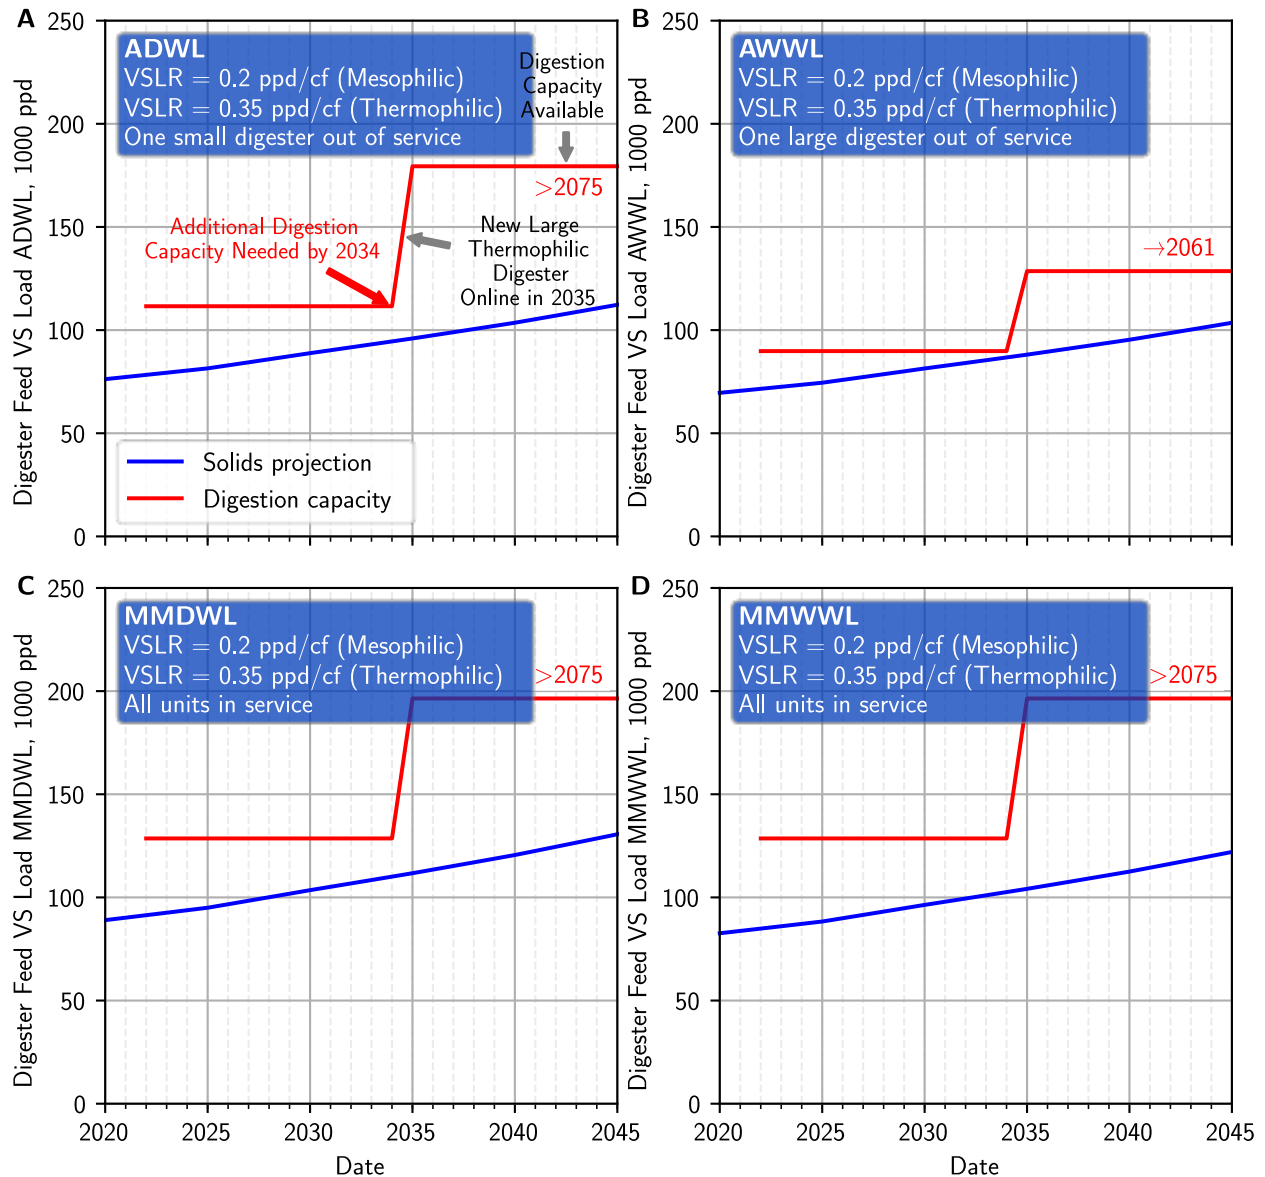 A
250
200
150
100
50
0
Digester Feed VS Load ADWL, 1000 ppd
ADWL
VSLR = 0.2 ppd/cf (Mesophilic)
VSLR = 0.35 ppd/cf (Thermophilic)
One small digester out of service
Digestion
Capacity
Available
>2075
Additional Digestion
Capacity Needed by 2034
New Large
Thermophilic
Digester
Online in 2035
Solids projection
Digestion capacity
B
250
200
150
100
50
0
Digester Feed VS Load AWWL, 1000 ppd
AWWL
VSLR = 0.2 ppd/cf (Mesophilic)
VSLR = 0.35 ppd/cf (Thermophilic)
One large digester out of service
→2061
C
250
200
150
100
50
0
Digester Feed VS Load MMDWL, 1000 ppd
MMDWL
VSLR = 0.2 ppd/cf (Mesophilic)
VSLR = 0.35 ppd/cf (Thermophilic)
All units in service
>2075
2020 2025 2030 2035 2040 2045
Date
D
250
200
150
100
50
0
Digester Feed VS Load MMWWL, 1000 ppd
MMWWL
VSLR = 0.2 ppd/cf (Mesophilic)
VSLR = 0.35 ppd/cf (Thermophilic)
All units in service
>2075
2020 2025 2030 2035 2040 2045
Date